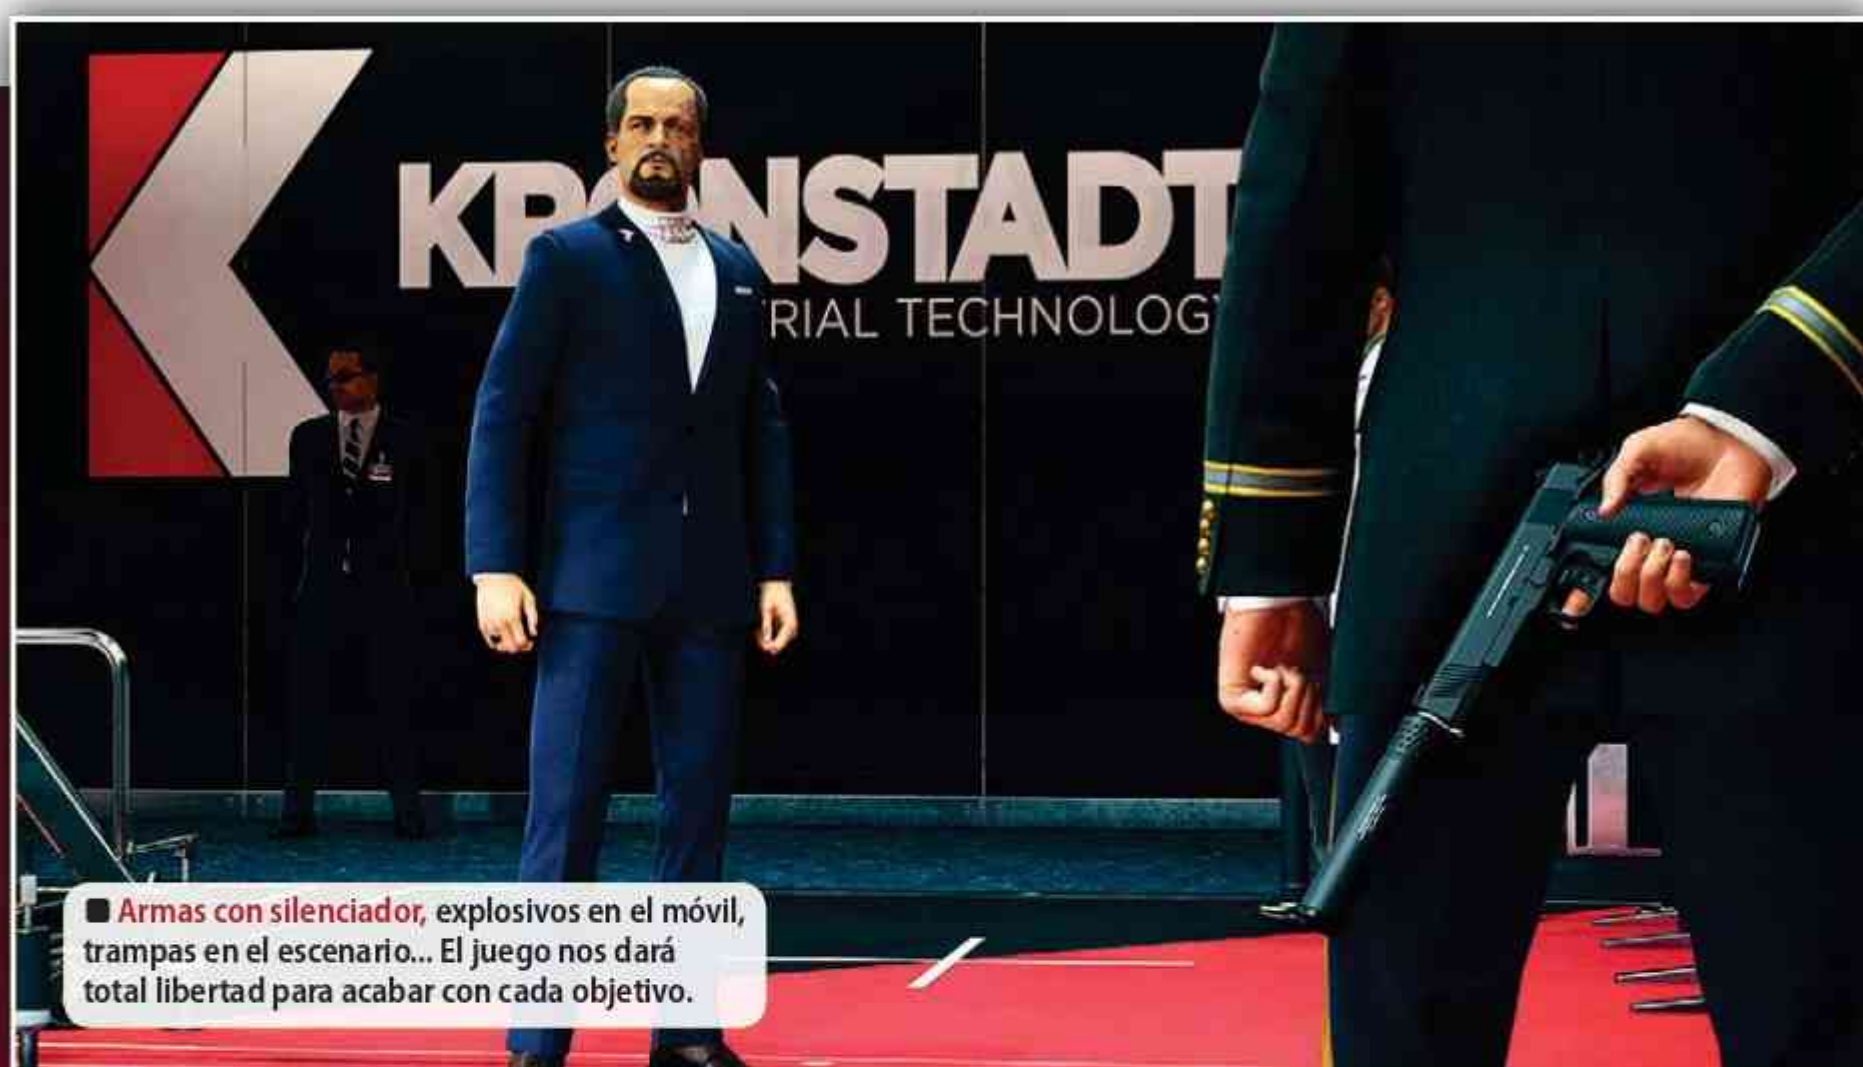 KRONSTADT
RIAL TECHNOLOGY
■ Armas con silenciador, explosivos en el móvil,
trampas en el escenario... El juego nos dará
total libertad para acabar con cada objetivo.